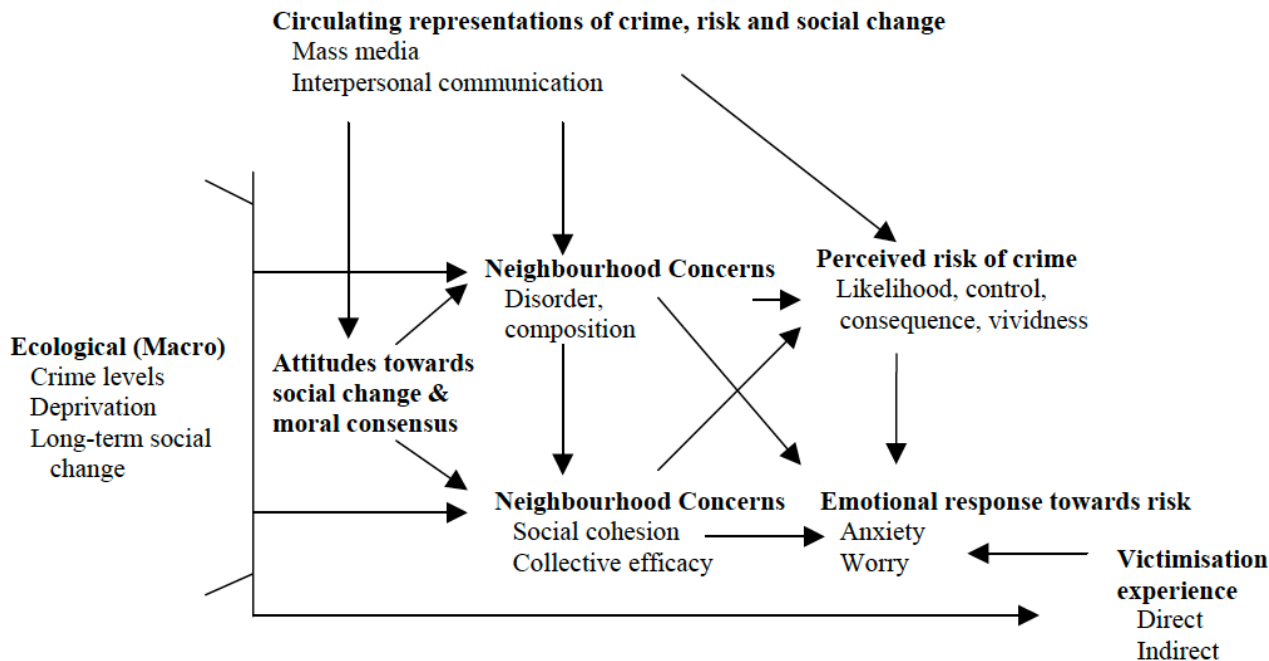 Circulating representations of crime, risk and social change
Mass media
Interpersonal communication
Neighbourhood Concerns
Disorder,
composition
Perceived risk of crime
Likelihood, control,
consequence, vividness
Ecological (Macro)
Crime levels
Deprivation
Long-term social
change
Attitudes towards
social change &
moral consensus
Neighbourhood Concerns
Social cohesion
Collective efficacy
Emotional response towards risk
Anxiety
Worry
Victimisation
experience
Direct
Indirect